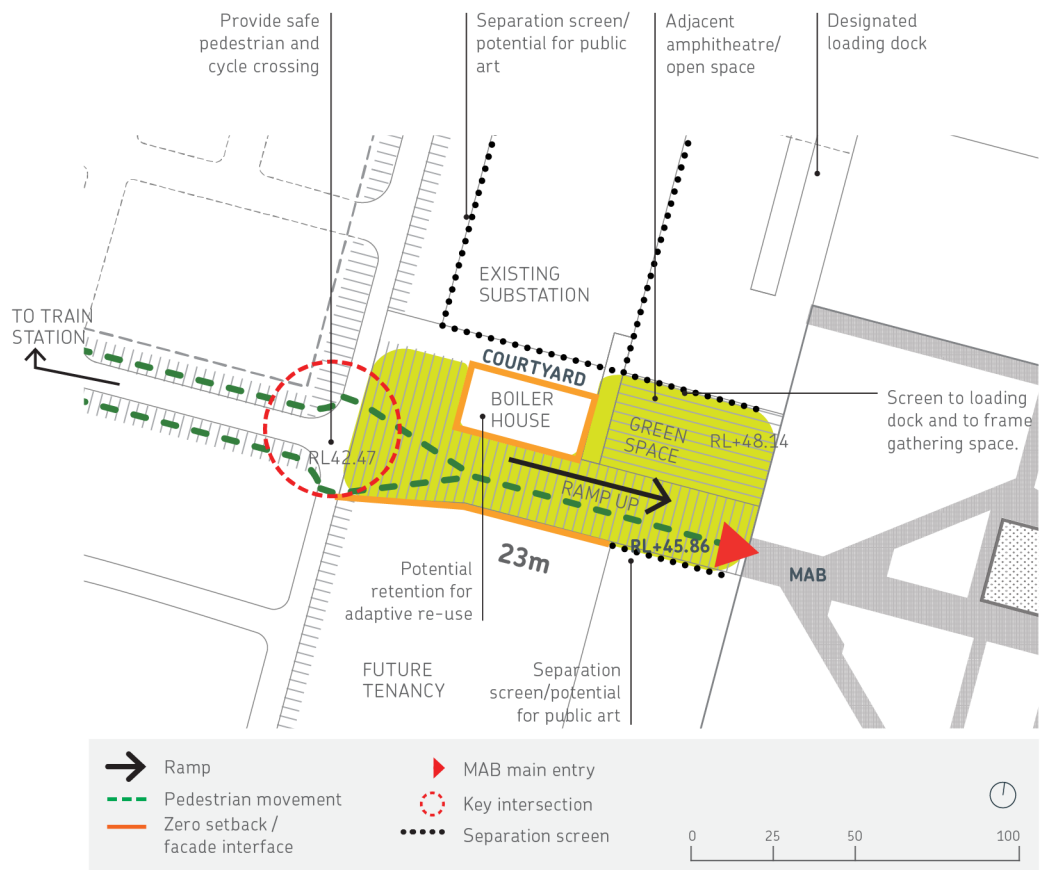 Provide safe
pedestrian and
cycle crossing
Separation screen/
potential for public
art
Adjacent
amphitheatre/
open space
Designated
loading dock
EXISTING
SUBSTATION
TO TRAIN
STATION
COURTYARD
BOILER
HOUSE
GREEN
SPACE
RL+48.14
Screen to loading
dock and to frame
gathering space.
RL42.47
RAMP UP
RL+45.86
23m
MAB
Potential
retention for
adaptive re-use
FUTURE
TENANCY
Separation
screen/potential
for public art
Ramp
Pedestrian movement
Zero setback /
facade interface
MAB main entry
Key intersection
Separation screen
0 25 50 100